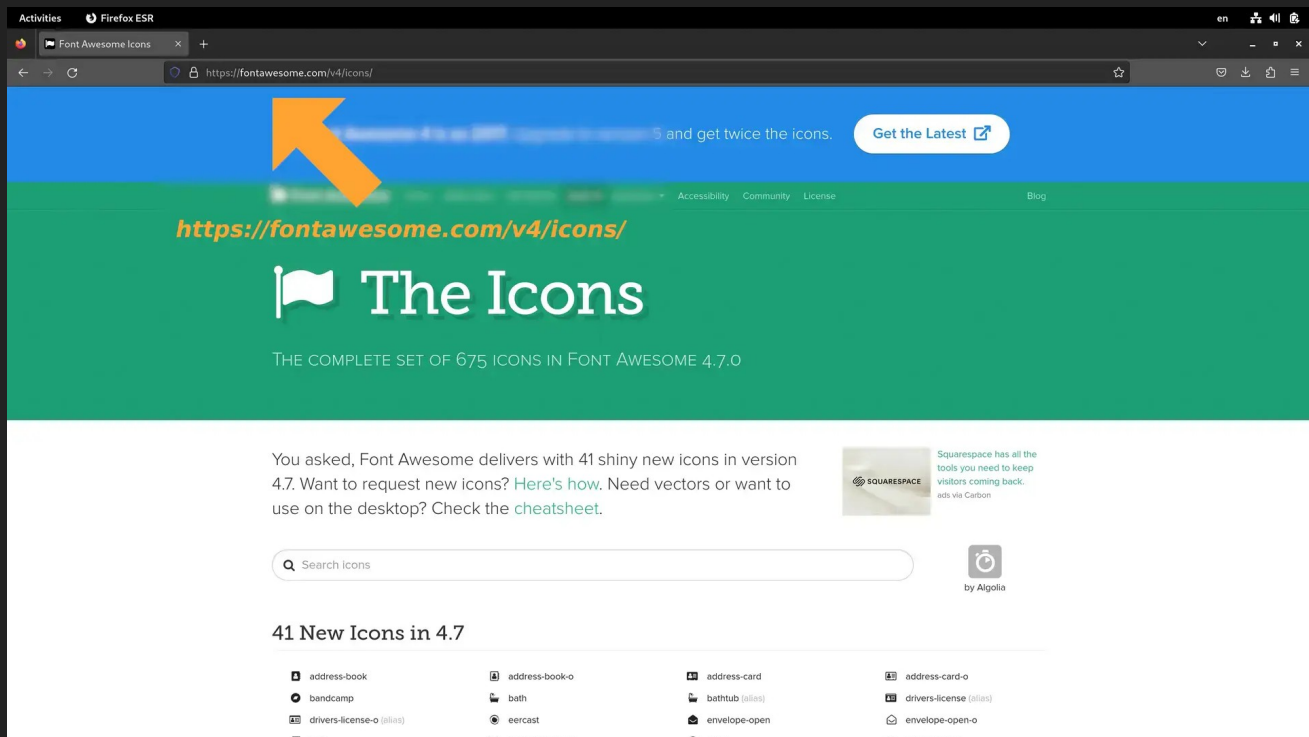 Activities Firefox ESR en
Font Awesome Icons
https://fontawesome.com/v4/icons/
and get twice the icons. Get the Latest
Accessibility Community License Blog
https://fontawesome.com/v4/icons/
The Icons
The complete set of 675 icons in Font Awesome 4.7.0
You asked, Font Awesome delivers with 41 shiny new icons in version
4.7. Want to request new icons? Here's how. Need vectors or want to
use on the desktop? Check the cheatsheet.
SQUARESPACE
Squarespace has all the
tools you need to keep
visitors coming back.
ads via Carbon
Search icons
by Algolia
41 New Icons in 4.7
address-book address-book-o address-card address-card-o
bandcamp bath bathtub (alias) drivers-license (alias)
drivers-license-o (alias) eercast envelope-open envelope-open-o